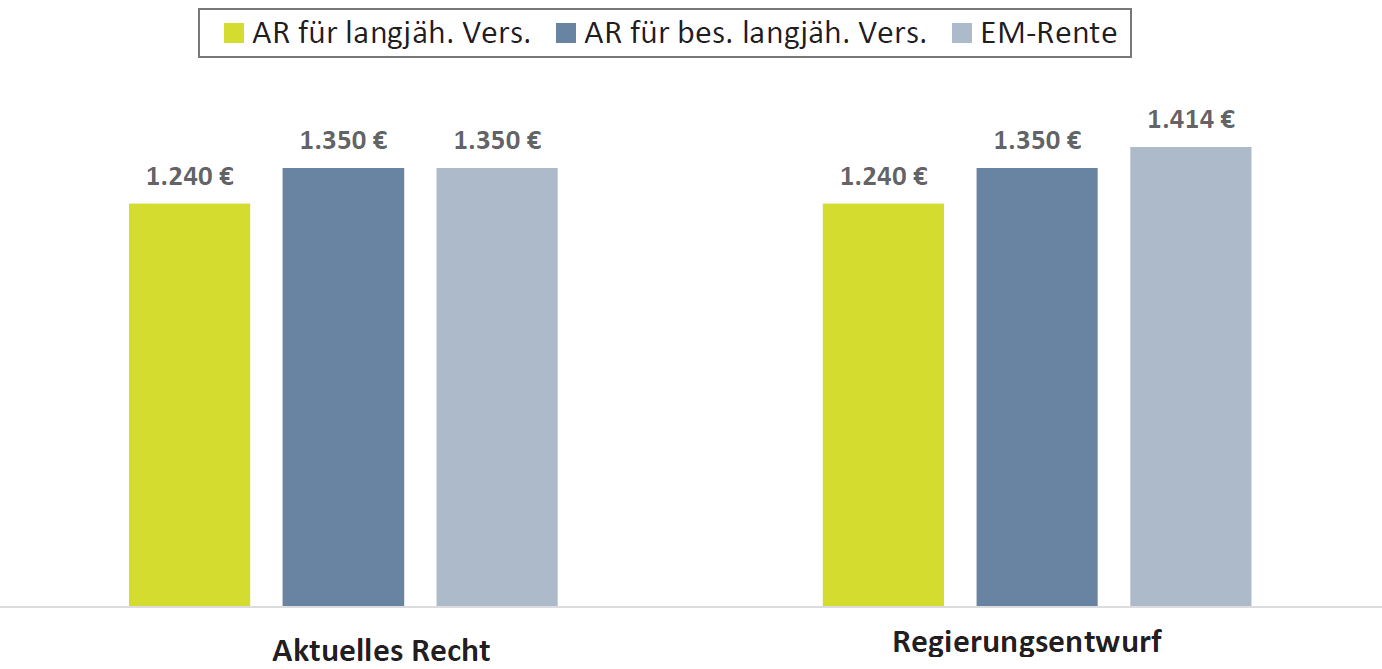 AR für langjäh. Vers. AR für bes. langjäh. Vers. EM-Rente
1.240 € 1.350 € 1.350 € 1.240 € 1.350 € 1.414 €
Aktuelles Recht Regierungsentwurf